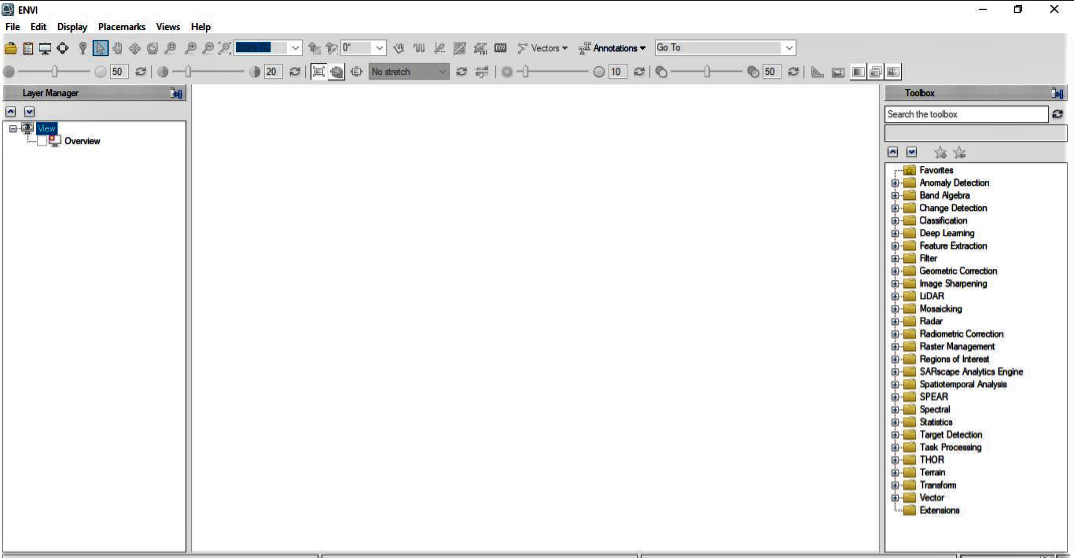 ENVI
File Edit Display Placemarks Views Help
0° Vectors Annotations Go To
50 20 No stretch 10 50
Layer Manager
View
Overview
Toolbox
Search the toolbox
Favorites
Anomaly Detection
Band Algebra
Change Detection
Classification
Deep Learning
Feature Extraction
Filter
Geometric Correction
Image Sharpening
LiDAR
Mosaicking
Radar
Radiometric Correction
Raster Management
Regions of Interest
SARscape Analytics Engine
Spatiotemporal Analysis
SPEAR
Spectral
Statistics
Target Detection
Task Processing
THOR
Terrain
Transform
Vector
Extensions